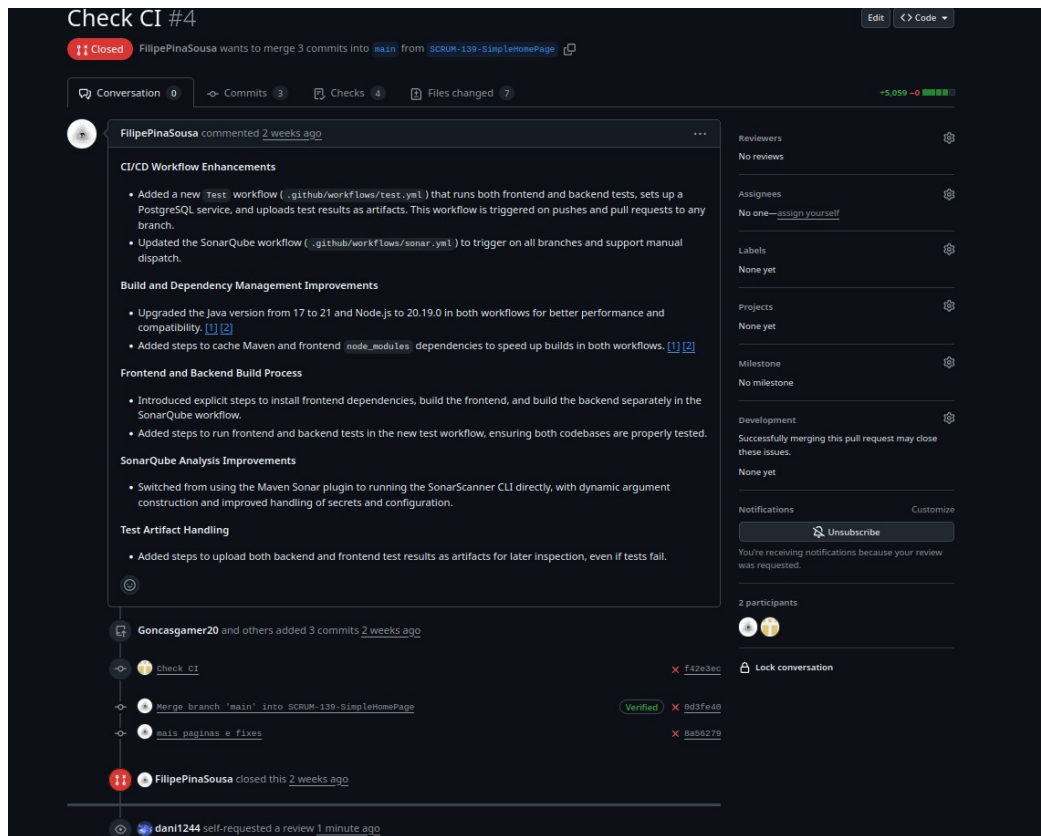 Check CI #4
Edit
<> Code
Closed
FilipePinaSousa wants to merge 3 commits into main from SCRUM-139-SimpleHomePage
Conversation 0
Commits 3
Checks 4
Files changed 7
+5,059 −0
FilipePinaSousa commented 2 weeks ago
CI/CD Workflow Enhancements
• Added a new Test workflow ( .github/workflows/test.yml ) that runs both frontend and backend tests, sets up a
PostgreSQL service, and uploads test results as artifacts. This workflow is triggered on pushes and pull requests to any
branch.
• Updated the SonarQube workflow ( .github/workflows/sonar.yml ) to trigger on all branches and support manual
dispatch.
Build and Dependency Management Improvements
• Upgraded the Java version from 17 to 21 and Node.js to 20.19.0 in both workflows for better performance and
compatibility. [1] [2]
• Added steps to cache Maven and frontend node_modules dependencies to speed up builds in both workflows. [1] [2]
Frontend and Backend Build Process
• Introduced explicit steps to install frontend dependencies, build the frontend, and build the backend separately in the
SonarQube workflow.
• Added steps to run frontend and backend tests in the new test workflow, ensuring both codebases are properly tested.
SonarQube Analysis Improvements
• Switched from using the Maven Sonar plugin to running the SonarScanner CLI directly, with dynamic argument
construction and improved handling of secrets and configuration.
Test Artifact Handling
• Added steps to upload both backend and frontend test results as artifacts for later inspection, even if tests fail.
Goncasgamer20 and others added 3 commits 2 weeks ago
Check CI
f42e3ec
Merge branch 'main' into SCRUM-139-SimpleHomePage
Verified
0d3fe40
mais paginas e fixes
8a56279
FilipePinaSousa closed this 2 weeks ago
dani1244 self-requested a review 1 minute ago
Reviewers
No reviews
Assignees
No one—assign yourself
Labels
None yet
Projects
None yet
Milestone
No milestone
Development
Successfully merging this pull request may close
these issues.
None yet
Notifications
Customize
Unsubscribe
You're receiving notifications because your review
was requested.
2 participants
Lock conversation